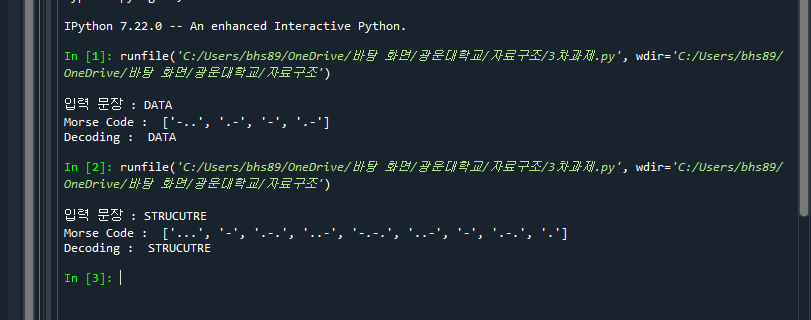 IPython 7.22.0 -- An enhanced Interactive Python.
In [1]: runfile('C:/Users/bhs89/OneDrive/바탕 화면/광운대학교/자료구조/3차과제.py', wdir='C:/Users/bhs89/
OneDrive/바탕 화면/광운대학교/자료구조')
입력 문장 : DATA
Morse Code :  ['-..', '.-', '-', '.-']
Decoding :  DATA
In [2]: runfile('C:/Users/bhs89/OneDrive/바탕 화면/광운대학교/자료구조/3차과제.py', wdir='C:/Users/bhs89/
OneDrive/바탕 화면/광운대학교/자료구조')
입력 문장 : STRUCUTRE
Morse Code :  ['...', '-', '.-.', '..-', '-.-.', '..-', '-', '.-.', '.']
Decoding :  STRUCUTRE
In [3]: